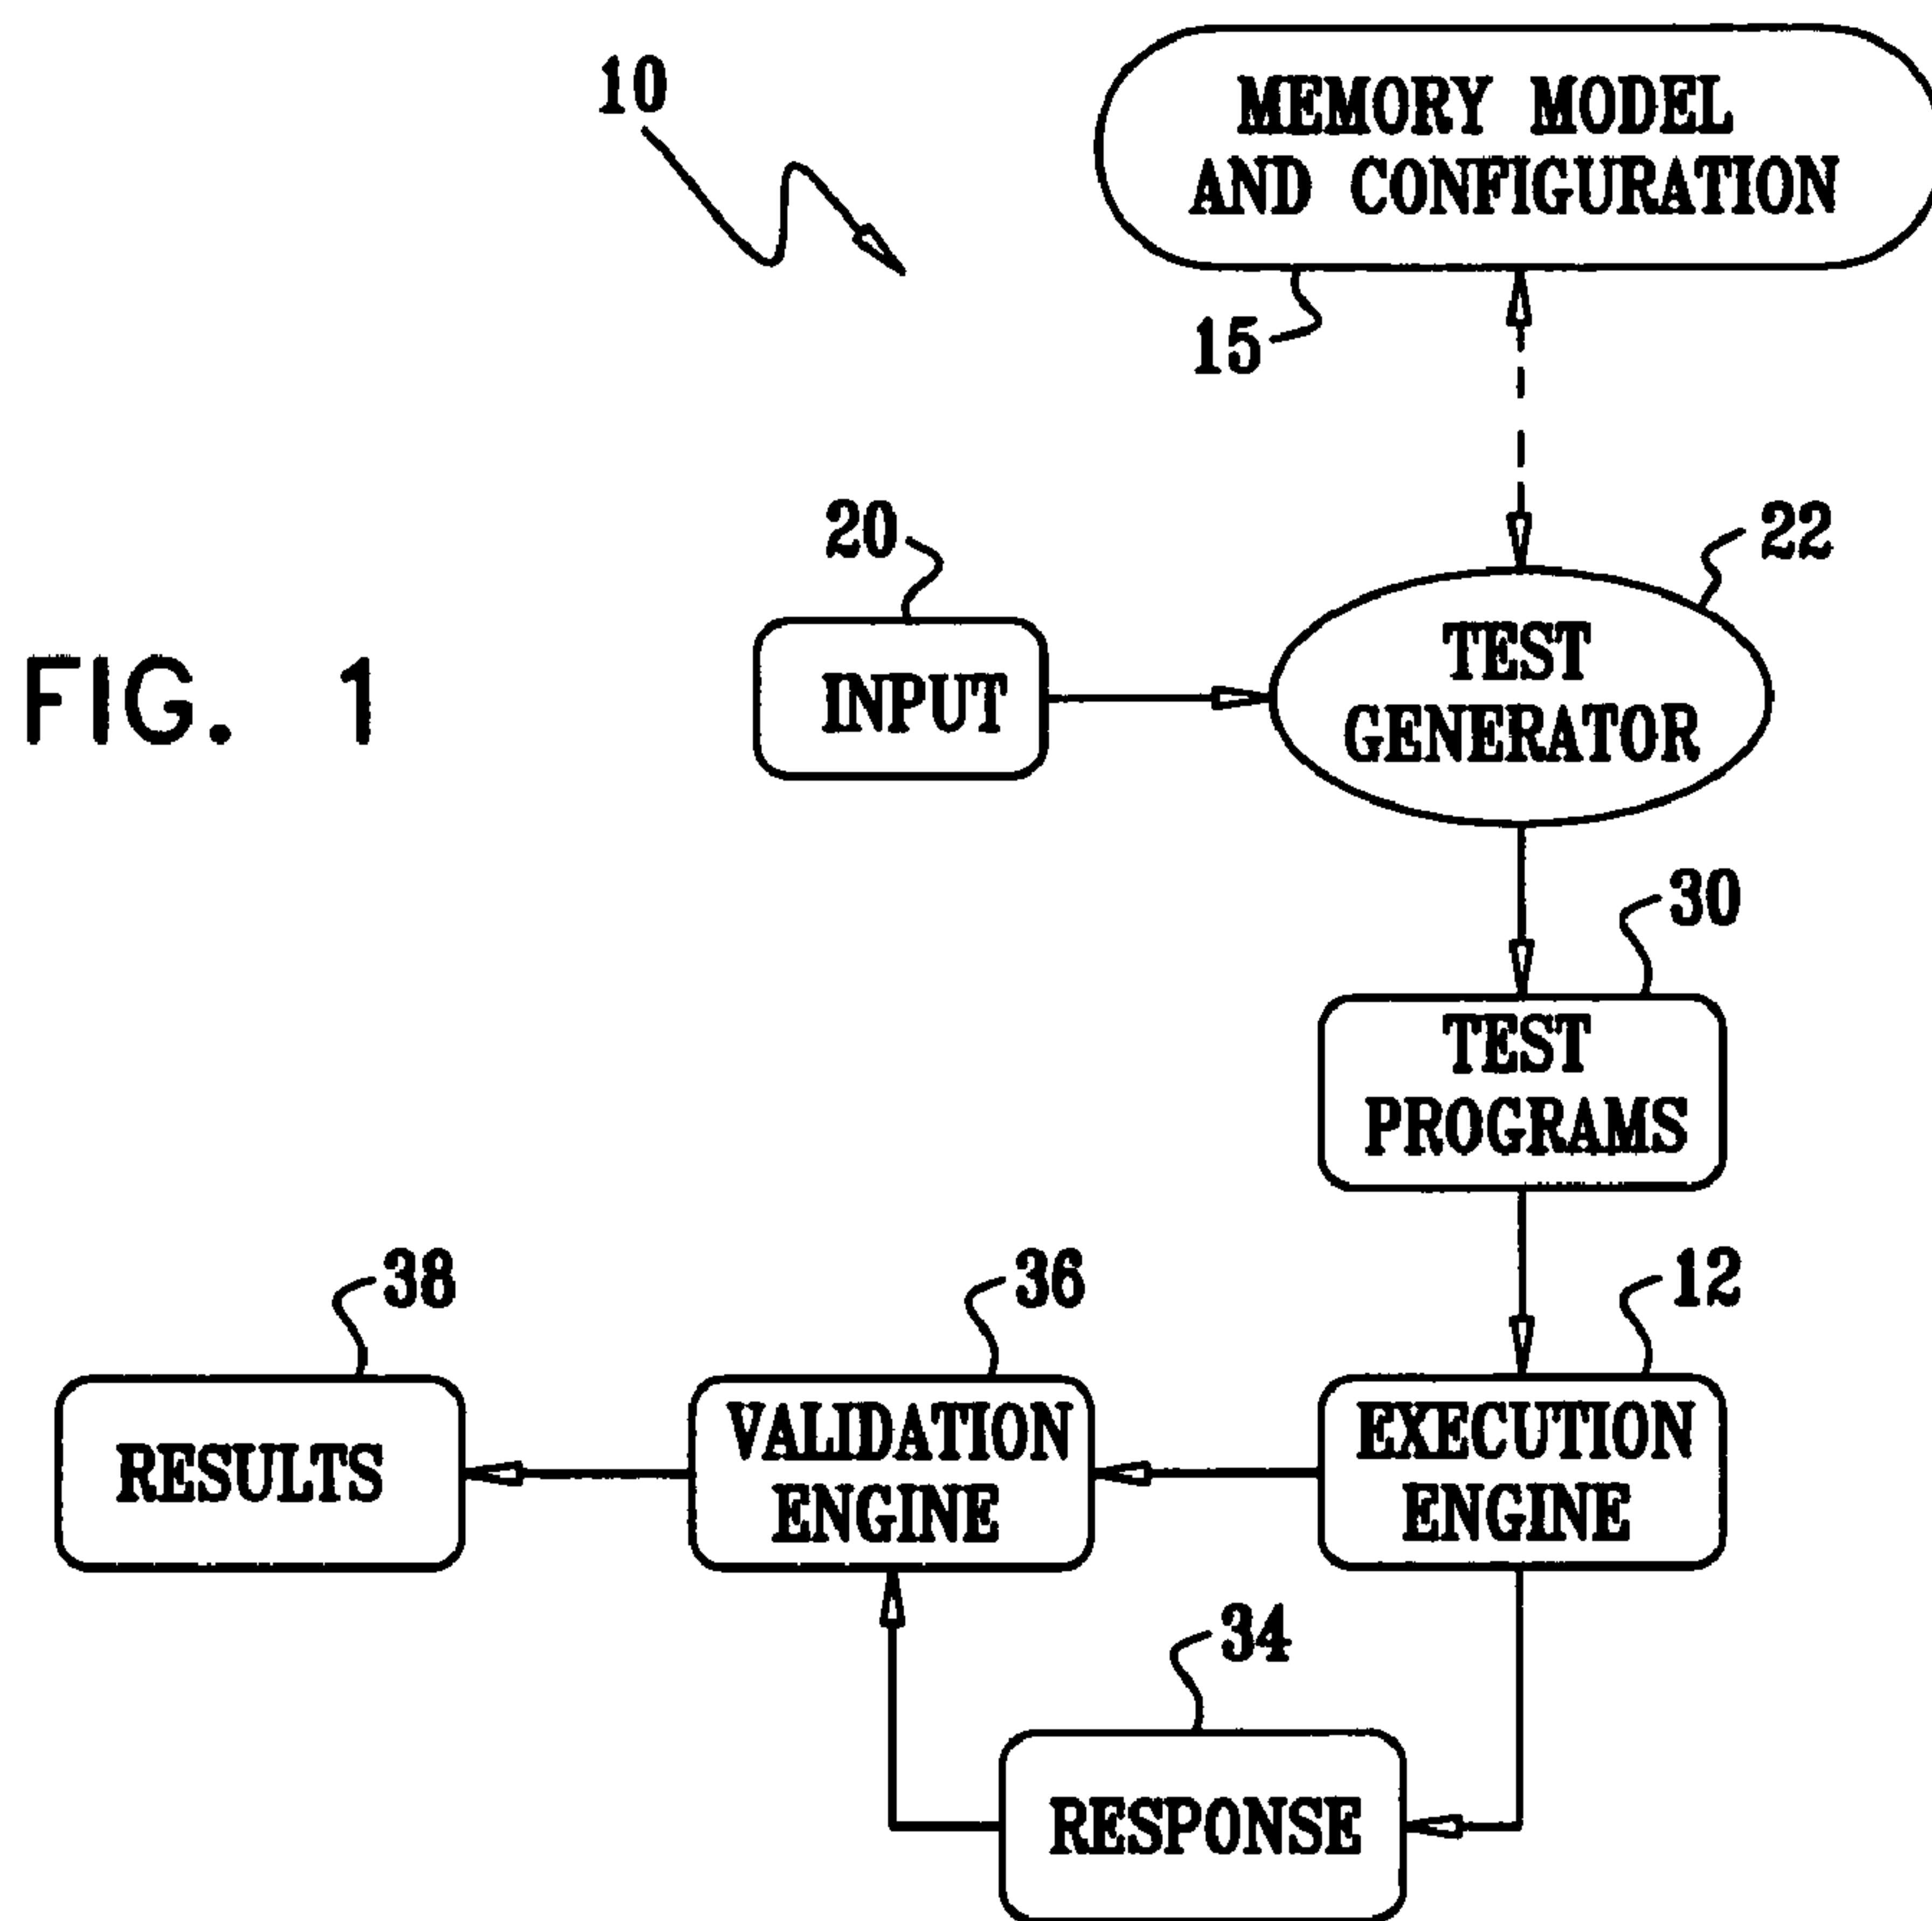 10
MEMORY MODEL
AND CONFIGURATION
15
20
22
INPUT
TEST
GENERATOR
FIG. 1
30
TEST
PROGRAMS
38
36
12
RESULTS
VALIDATION
ENGINE
EXECUTION
ENGINE
34
RESPONSE